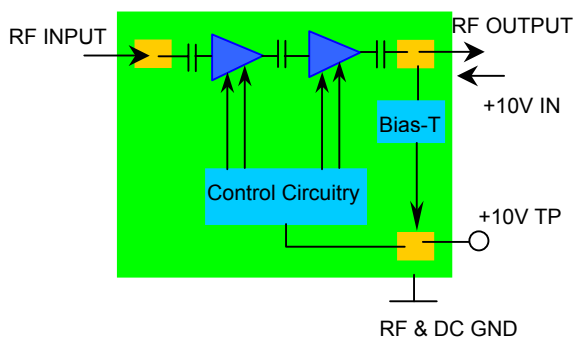 RF INPUT
RF OUTPUT
+10V IN
Bias-T
Control Circuitry
+10V TP
RF & DC GND